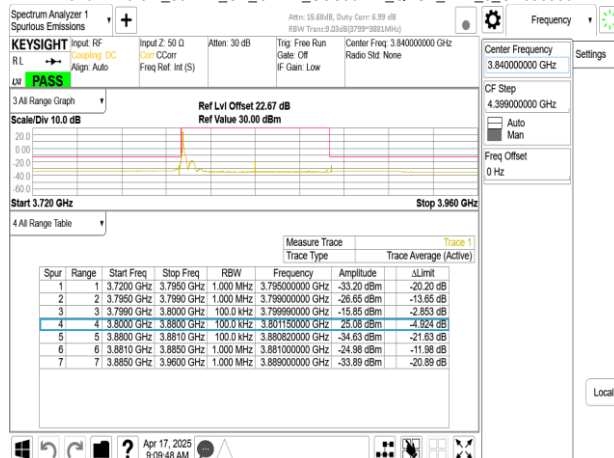 Spectrum Analyzer 1
Spurious Emissions
Attn: 15.68dB, Duty Corr: 6.99 dB
RBW Trans:9.03dB(3799~3881MHz)
Frequency
KEYSIGHT
Input: RF
Input Z: 50 Ω
Atten: 30 dB
Trig: Free Run
Center Freq: 3.840000000 GHz
RL
Coupling: DC
Corr CCorr
Gate: Off
Radio Std: None
Align: Auto
Freq Ref: Int (S)
IF Gain: Low
LXI PASS
Center Frequency
3.840000000 GHz
Settings
CF Step
4.399000000 GHz
Auto
Man
Freq Offset
0 Hz
Local
3 All Range Graph
Ref Lvl Offset 22.67 dB
Scale/Div 10.0 dB
Ref Value 30.00 dBm
20.0
0.00
-20.0
-40.0
-60.0
Start 3.720 GHz
Stop 3.960 GHz
4 All Range Table
Measure Trace Trace 1
Trace Type Trace Average (Active)
Spur Range Start Freq Stop Freq RBW Frequency Amplitude ΔLimit
1 1 3.7200 GHz 3.7950 GHz 1.000 MHz 3.795000000 GHz -33.20 dBm -20.20 dB
2 2 3.7950 GHz 3.7990 GHz 1.000 MHz 3.799000000 GHz -26.65 dBm -13.65 dB
3 3 3.7990 GHz 3.8000 GHz 100.0 kHz 3.799990000 GHz -15.85 dBm -2.853 dB
4 4 3.8000 GHz 3.8800 GHz 100.0 kHz 3.801150000 GHz 25.08 dBm -4.924 dB
5 5 3.8800 GHz 3.8810 GHz 100.0 kHz 3.880820000 GHz -34.63 dBm -21.63 dB
6 6 3.8810 GHz 3.8850 GHz 1.000 MHz 3.881000000 GHz -24.98 dBm -11.98 dB
7 7 3.8850 GHz 3.9600 GHz 1.000 MHz 3.889000000 GHz -33.89 dBm -20.89 dB
Apr 17, 2025
9:09:48 AM